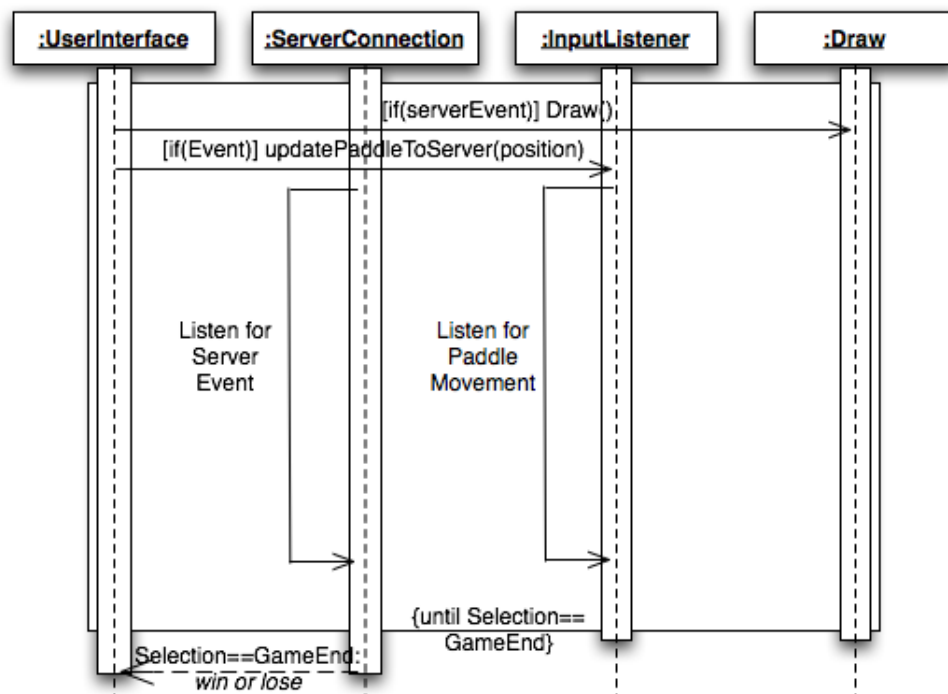 :UserInterface
:ServerConnection
:InputListener
:Draw
[if(serverEvent)] Draw()
[if(Event)] updatePaddleToServer(position)
Listen for
Server
Event
Listen for
Paddle
Movement
{until Selection==
GameEnd}
Selection==GameEnd:
win or lose